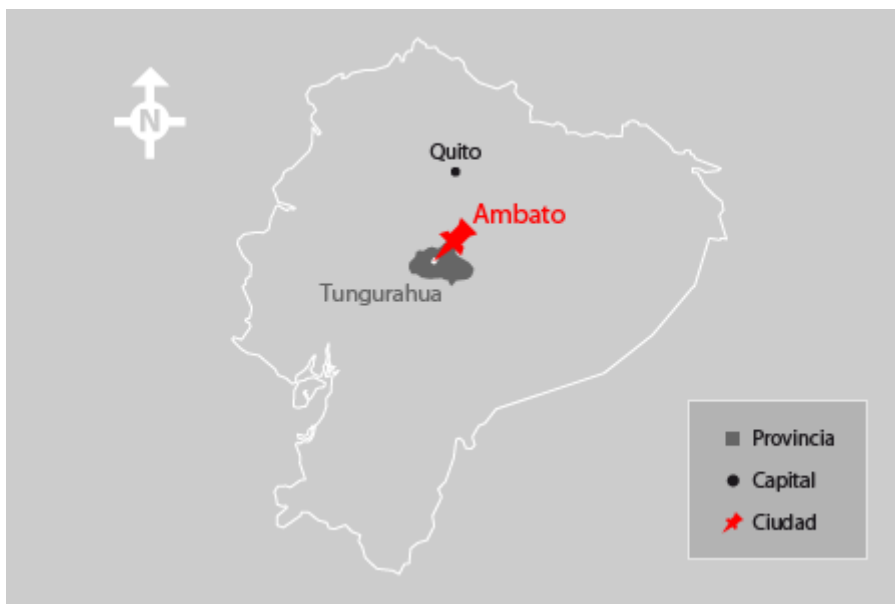 N
Quito
Ambato
Tungurahua
Provincia
Capital
Ciudad